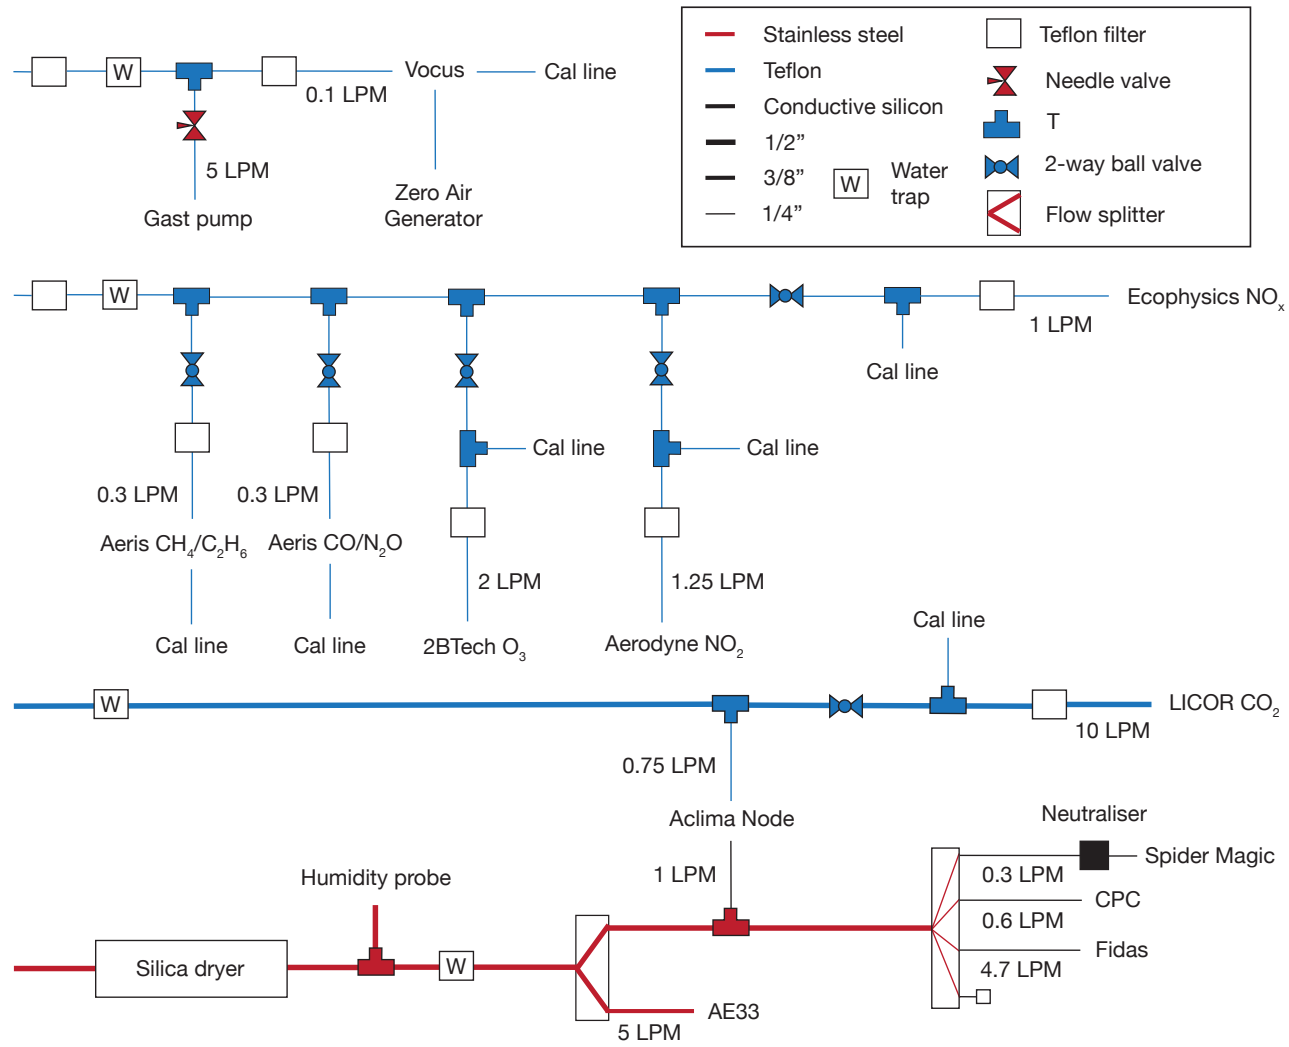 Stainless steel
Teflon
Conductive silicon
1/2”
3/8”
1/4”
W
Water
trap
Teflon filter
Needle valve
T
2-way ball valve
Flow splitter
W
0.1 LPM
Vocus
Cal line
5 LPM
Gast pump
Zero Air
Generator
W
Ecophysics NOx
1 LPM
Cal line
Cal line
Cal line
0.3 LPM
0.3 LPM
Aeris CH4/C2H6
Aeris CO/N2O
2 LPM
1.25 LPM
Cal line
Cal line
2BTech O3
Aerodyne NO2
Cal line
W
LICOR CO2
10 LPM
0.75 LPM
Aclima Node
1 LPM
Neutraliser
Spider Magic
0.3 LPM
CPC
0.6 LPM
Fidas
4.7 LPM
Humidity probe
Silica dryer
W
AE33
5 LPM